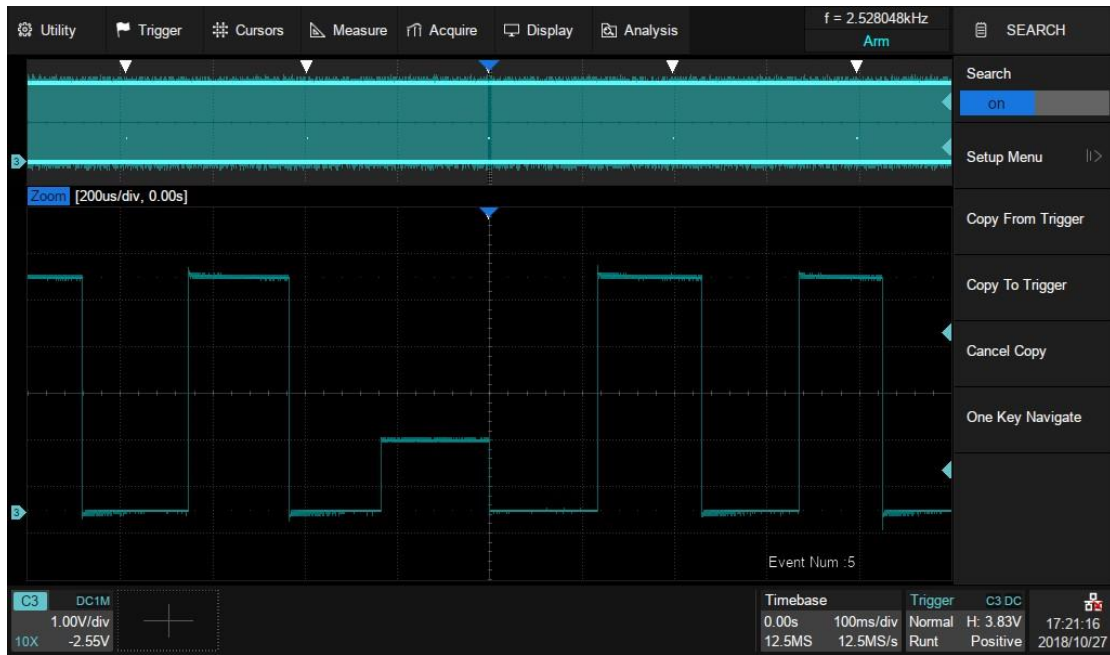 Utility
Trigger
Cursors
Measure
Acquire
Display
Analysis
f = 2.528048kHz
Arm
SEARCH
Search
on
Setup Menu
Copy From Trigger
Copy To Trigger
Cancel Copy
One Key Navigate
3
Zoom [200us/div, 0.00s]
3
Event Num :5
C3 DC1M
1.00V/div
10X -2.55V
Timebase
0.00s 100ms/div
12.5MS 12.5MS/s
Trigger C3 DC
Normal H: 3.83V
Runt Positive
17:21:16
2018/10/27